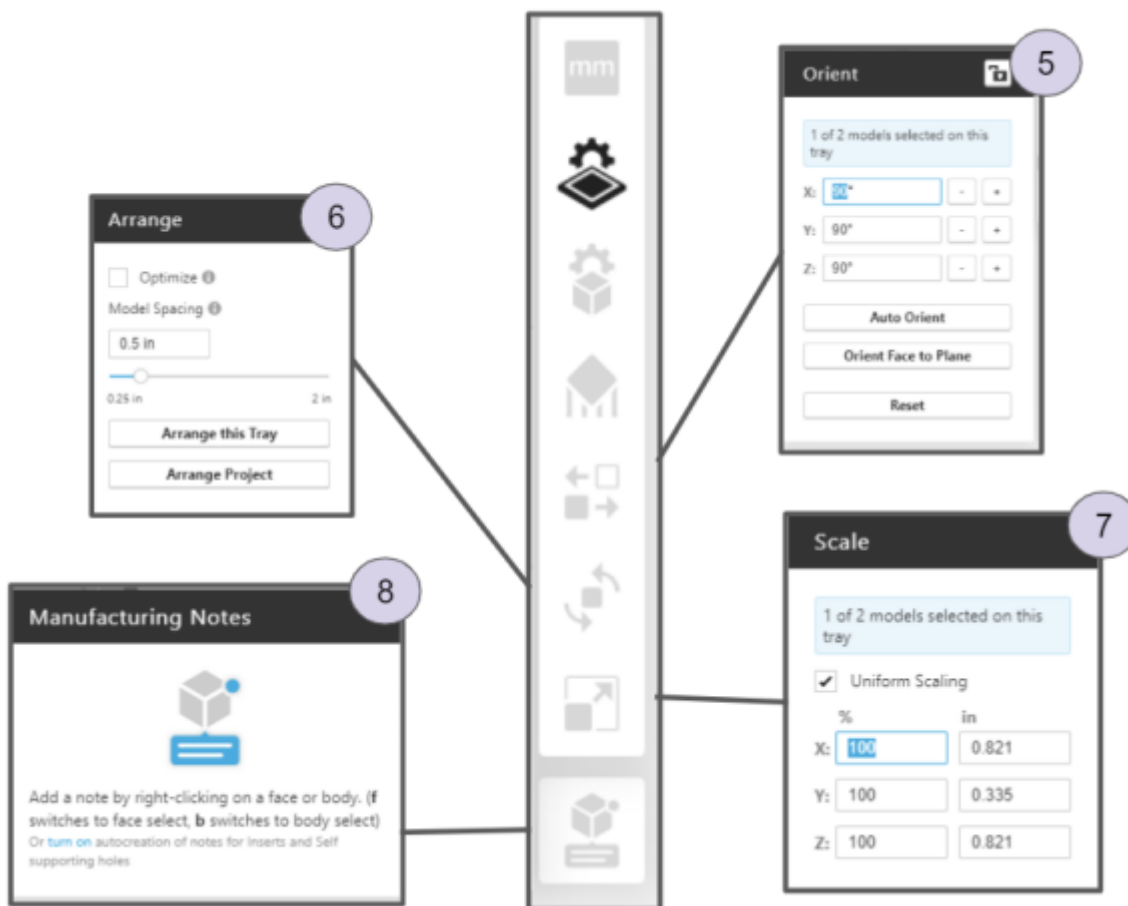 mm
Orient
5
1 of 2 models selected on this
tray
X: 90°
- +
Y: 90°
- +
Z: 90°
- +
Auto Orient
Orient Face to Plane
Reset
Arrange
6
Optimize
Model Spacing
0.5 in
0.25 in 2 in
Arrange this Tray
Arrange Project
Scale
7
1 of 2 models selected on this
tray
Uniform Scaling
% in
X: 100 0.821
Y: 100 0.335
Z: 100 0.821
Manufacturing Notes
8
Add a note by right-clicking on a face or body. (f
switches to face select, b switches to body select)
Or turn on autocreation of notes for Inserts and Self
supporting holes